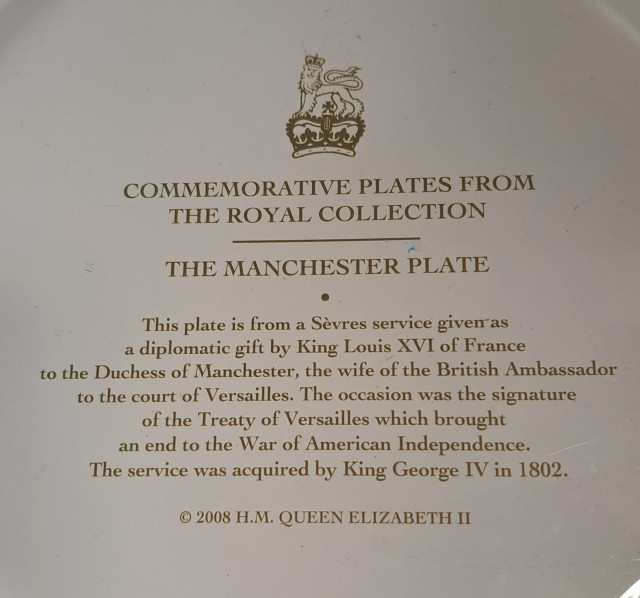 COMMEMORATIVE PLATES FROM
THE ROYAL COLLECTION
THE MANCHESTER PLATE
•
This plate is from a Sèvres service given as
a diplomatic gift by King Louis XVI of France
to the Duchess of Manchester, the wife of the British Ambassador
to the court of Versailles. The occasion was the signature
of the Treaty of Versailles which brought
an end to the War of American Independence.
The service was acquired by King George IV in 1802.
© 2008 H.M. QUEEN ELIZABETH II